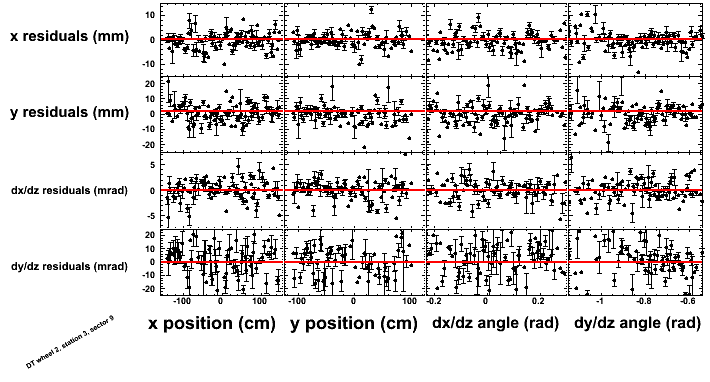 x residuals (mm)
10
0
-10
y residuals (mm)
20
10
0
-10
-20
dx/dz residuals (mrad)
5
0
-5
dy/dz residuals (mrad)
20
10
0
-10
-20
-100 0 100 -100 0 100 -0.2 0 0.2 -1 -0.8 -0.6
x position (cm) y position (cm) dx/dz angle (rad) dy/dz angle (rad)
DT wheel 2, station 3, sector 9